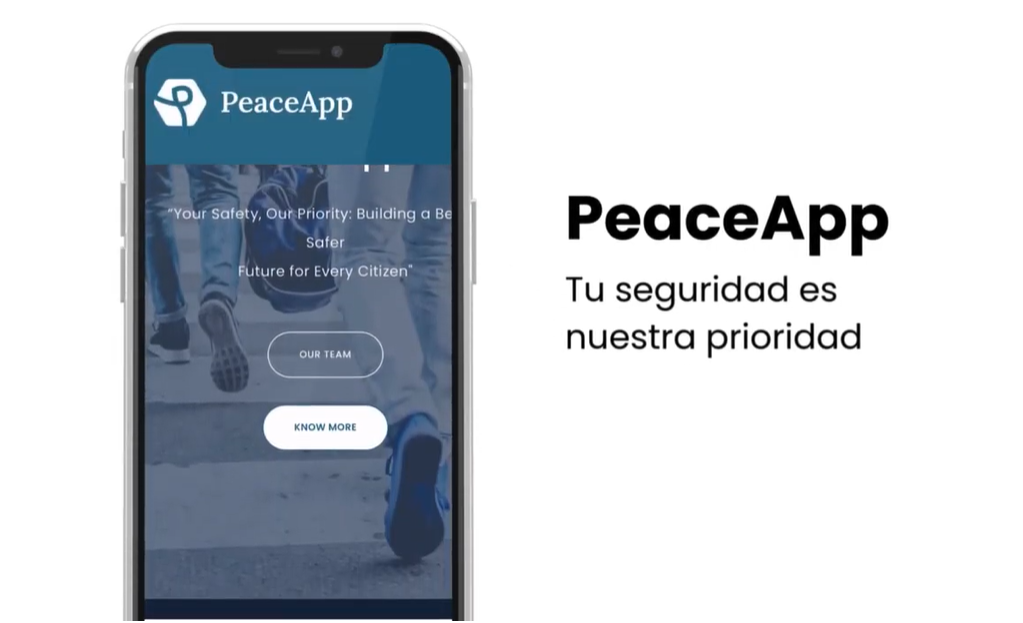 PeaceApp
"Your Safety, Our Priority: Building a Be
Safer
Future for Every Citizen"
OUR TEAM
KNOW MORE
PeaceApp
Tu seguridad es
nuestra prioridad